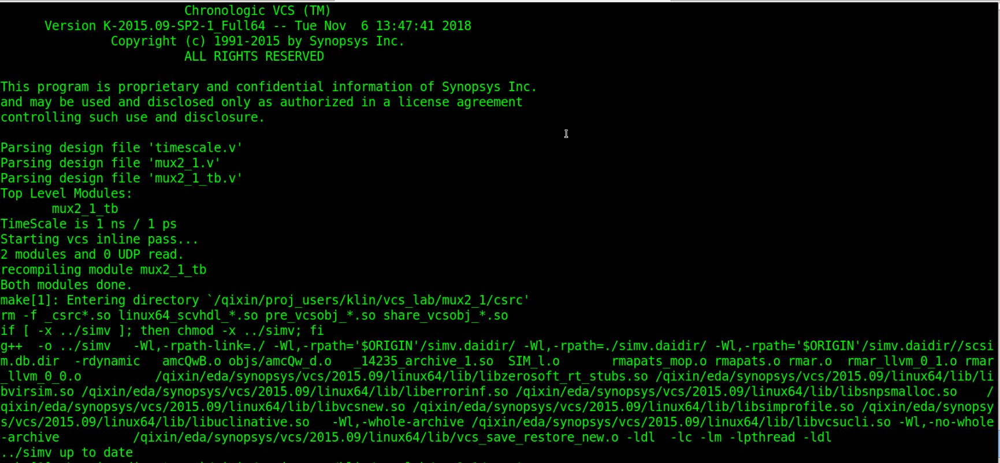 Chronologic VCS (TM)
Version K-2015.09-SP2-1_Full64 -- Tue Nov  6 13:47:41 2018
Copyright (c) 1991-2015 by Synopsys Inc.
ALL RIGHTS RESERVED
This program is proprietary and confidential information of Synopsys Inc.
and may be used and disclosed only as authorized in a license agreement
controlling such use and disclosure.
Parsing design file 'timescale.v'
Parsing design file 'mux2_1.v'
Parsing design file 'mux2_1_tb.v'
Top Level Modules:
mux2_1_tb
TimeScale is 1 ns / 1 ps
Starting vcs inline pass...
2 modules and 0 UDP read.
recompiling module mux2_1_tb
Both modules done.
make[1]: Entering directory `/qixin/proj_users/klin/vcs_lab/mux2_1/csrc'
rm -f _csrc*.so linux64_scvhdl_*.so pre_vcsobj_*.so share_vcsobj_*.so
if [ -x ../simv ]; then chmod -x ../simv; fi
g++  -o ../simv   -Wl,-rpath-link=./ -Wl,-rpath='$ORIGIN'/simv.daidir/ -Wl,-rpath=./simv.daidir/ -Wl,-rpath='$ORIGIN'/simv.daidir//scsi
m.db.dir  -rdynamic   amcQwB.o objs/amcQw_d.o   _14235_archive_1.so  SIM_l.o       rmapats_mop.o rmapats.o rmar.o  rmar_llvm_0_1.o rmar
_llvm_0_0.o          /qixin/eda/synopsys/vcs/2015.09/linux64/lib/libzerosoft_rt_stubs.so /qixin/eda/synopsys/vcs/2015.09/linux64/lib/li
bvirsim.so /qixin/eda/synopsys/vcs/2015.09/linux64/lib/liberrorinf.so /qixin/eda/synopsys/vcs/2015.09/linux64/lib/libsnpsmalloc.so    /
qixin/eda/synopsys/vcs/2015.09/linux64/lib/libvcsnew.so /qixin/eda/synopsys/vcs/2015.09/linux64/lib/libsimprofile.so /qixin/eda/synopsy
s/vcs/2015.09/linux64/lib/libuclinative.so   -Wl,-whole-archive /qixin/eda/synopsys/vcs/2015.09/linux64/lib/libvcsucli.so -Wl,-no-whole
-archive          /qixin/eda/synopsys/vcs/2015.09/linux64/lib/vcs_save_restore_new.o -ldl  -lc -lm -lpthread -ldl
../simv up to date